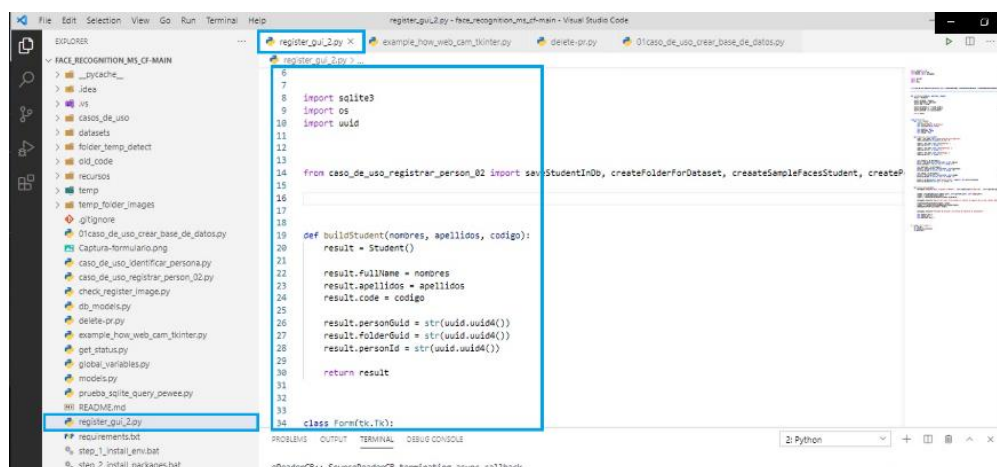 File Edit Selection View Go Run Terminal Help
register_gui_2.py - face_recognition_ms_cf-main - Visual Studio Code
EXPLORER
register_gui_2.py
example_how_web_cam_tkinter.py
delete-pr.py
01caso_de_uso_crear_base_de_datos.py
register_gui_2.py > ...
FACE_RECOGNITION_MS_CF-MAIN
__pycache__
.idea
.vs
casos_de_uso
datasets
folder_temp_detect
old_code
recursos
temp
temp_folder_images
.gitignore
01caso_de_uso_crear_base_de_datos.py
Captura-formulario.png
caso_de_uso_identificar_persona.py
caso_de_uso_registrar_person_02.py
check_register_image.py
db_models.py
delete-pr.py
example_how_web_cam_tkinter.py
get_status.py
global_variables.py
models.py
prueba_sqlite_query_pewee.py
README.md
register_gui_2.py
requirements.txt
step_1_install_env.bat
step_2_install_packages.bat
6
7
8 import sqlite3
9 import os
10 import uuid
11
12
13
14 from caso_de_uso_registrar_person_02 import saveStudentInDb, createFolderForDataset, creaateSampleFacesStudent, createP
15
16
17
18
19 def buildStudent(nombres, apellidos, codigo):
20 result = Student()
21
22 result.fullName = nombres
23 result.apellidos = apellidos
24 result.code = codigo
25
26 result.personGuid = str(uuid.uuid4())
27 result.folderGuid = str(uuid.uuid4())
28 result.personId = str(uuid.uuid4())
29
30 return result
31
32
33
34 class Form(tk.Tk):
PROBLEMS OUTPUT TERMINAL DEBUG CONSOLE
2: Python
SourceReaderCB termination async callback